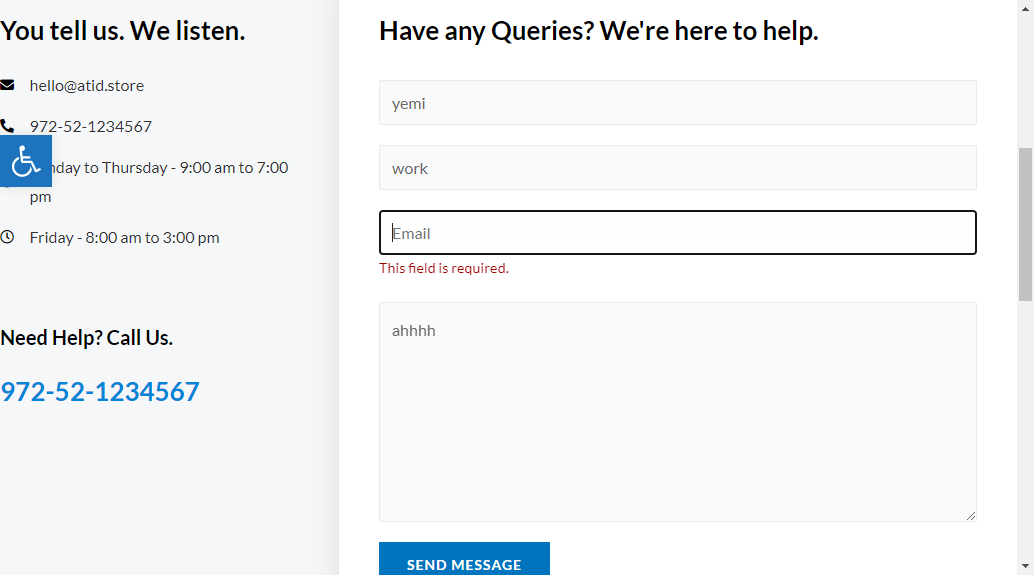 You tell us. We listen.
hello@atid.store
972-52-1234567
day to Thursday - 9:00 am to 7:00
pm
Friday - 8:00 am to 3:00 pm
Need Help? Call Us.
972-52-1234567
Have any Queries? We're here to help.
yemi
work
Email
This field is required.
ahhhh
SEND MESSAGE